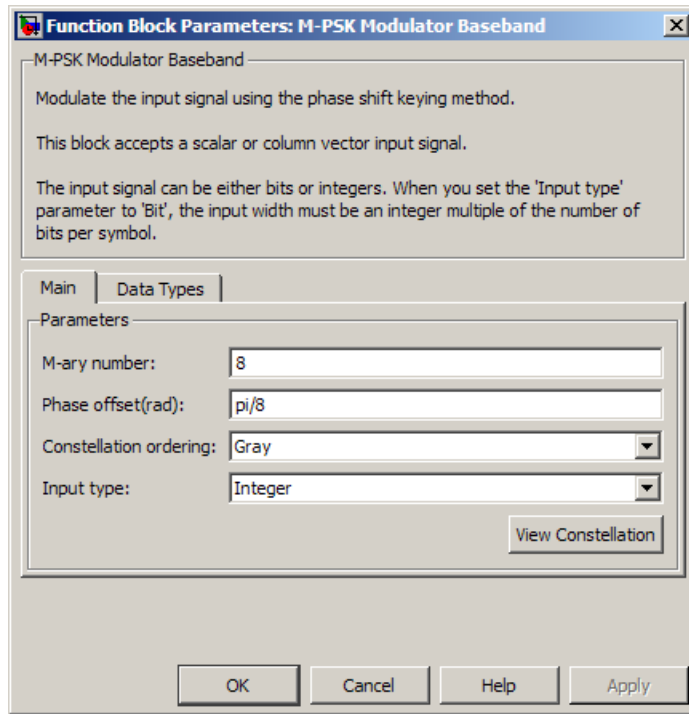 Function Block Parameters: M-PSK Modulator Baseband
M-PSK Modulator Baseband
Modulate the input signal using the phase shift keying method.
This block accepts a scalar or column vector input signal.
The input signal can be either bits or integers. When you set the 'Input type'
parameter to 'Bit', the input width must be an integer multiple of the number of
bits per symbol.
Main Data Types
Parameters
M-ary number: 8
Phase offset(rad): pi/8
Constellation ordering: Gray
Input type: Integer
View Constellation
OK Cancel Help Apply